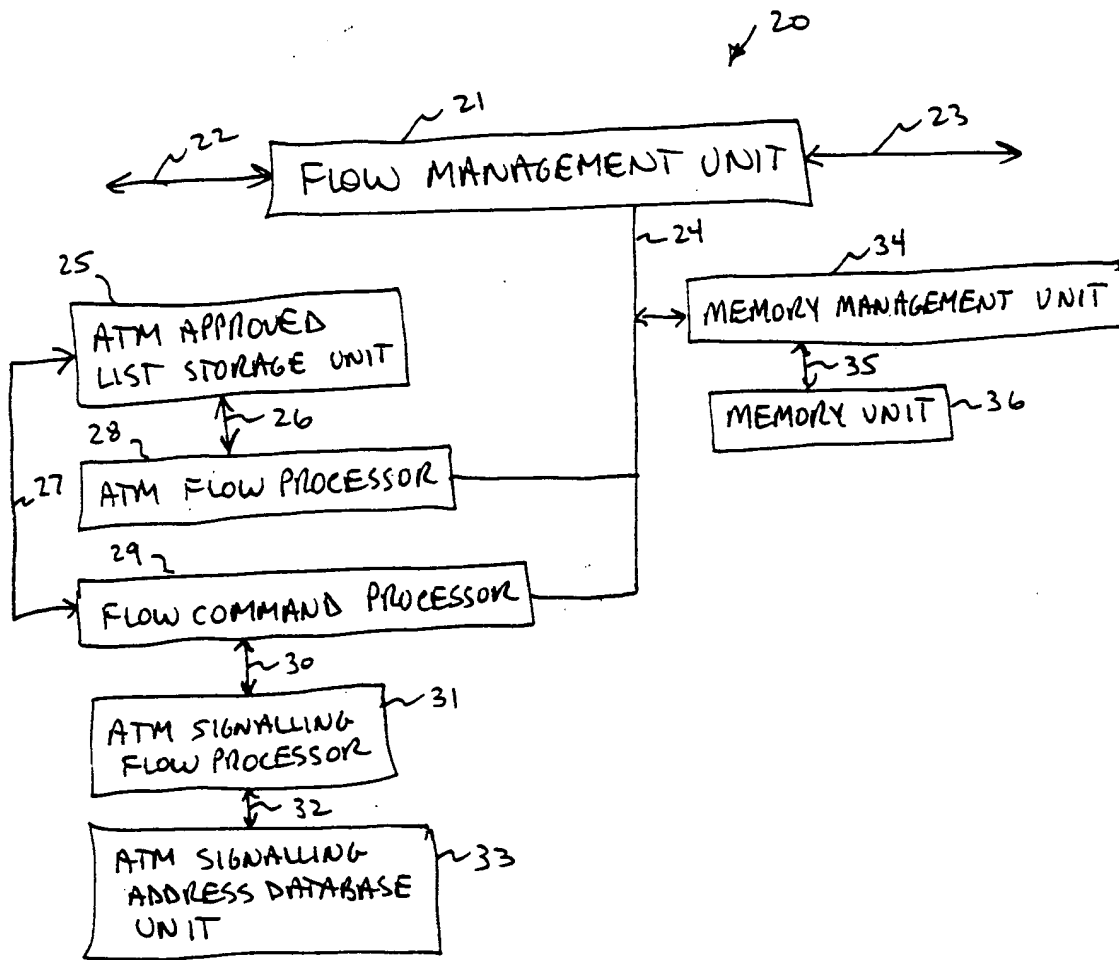 20
21
22
23
FLOW MANAGEMENT UNIT
24
25
34
ATM APPROVED
LIST STORAGE UNIT
MEMORY MANAGEMENT UNIT
35
26
MEMORY UNIT
36
28
27
ATM FLOW PROCESSOR
29
FLOW COMMAND PROCESSOR
30
31
ATM SIGNALLING
FLOW PROCESSOR
32
ATM SIGNALLING
ADDRESS DATABASE
UNIT
33